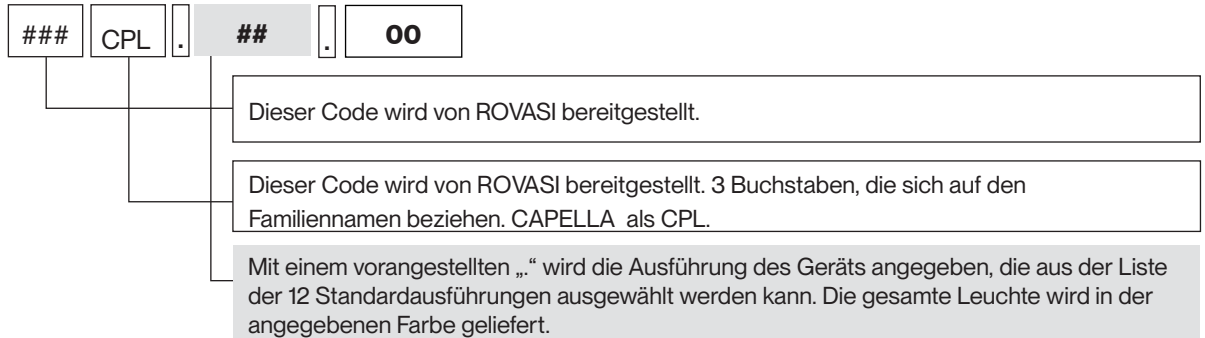 ### CPL . ## . 00
Dieser Code wird von ROVASI bereitgestellt.
Dieser Code wird von ROVASI bereitgestellt. 3 Buchstaben, die sich auf den
Familiennamen beziehen. CAPELLA als CPL.
Mit einem vorangestellten „.“ wird die Ausführung des Geräts angegeben, die aus der Liste
der 12 Standardausführungen ausgewählt werden kann. Die gesamte Leuchte wird in der
angegebenen Farbe geliefert.